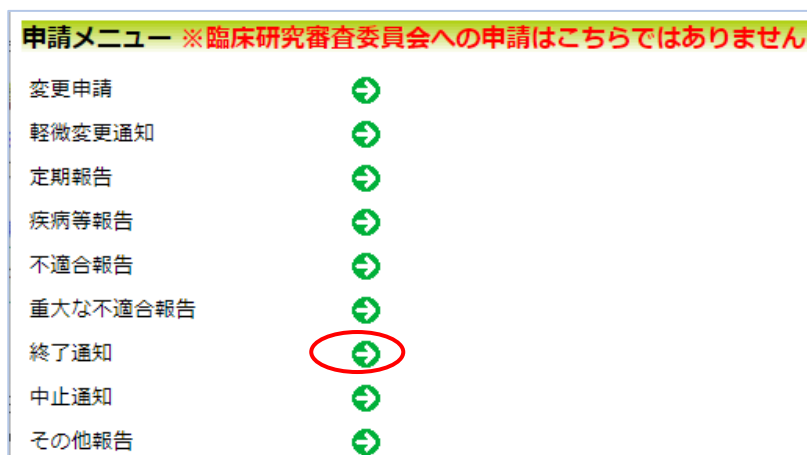 申請メニュー ※臨床研究審査委員会への申請はこちらではありません
変更申請
軽微変更通知
定期報告
疾病等報告
不適合報告
重大な不適合報告
終了通知
中止通知
その他報告